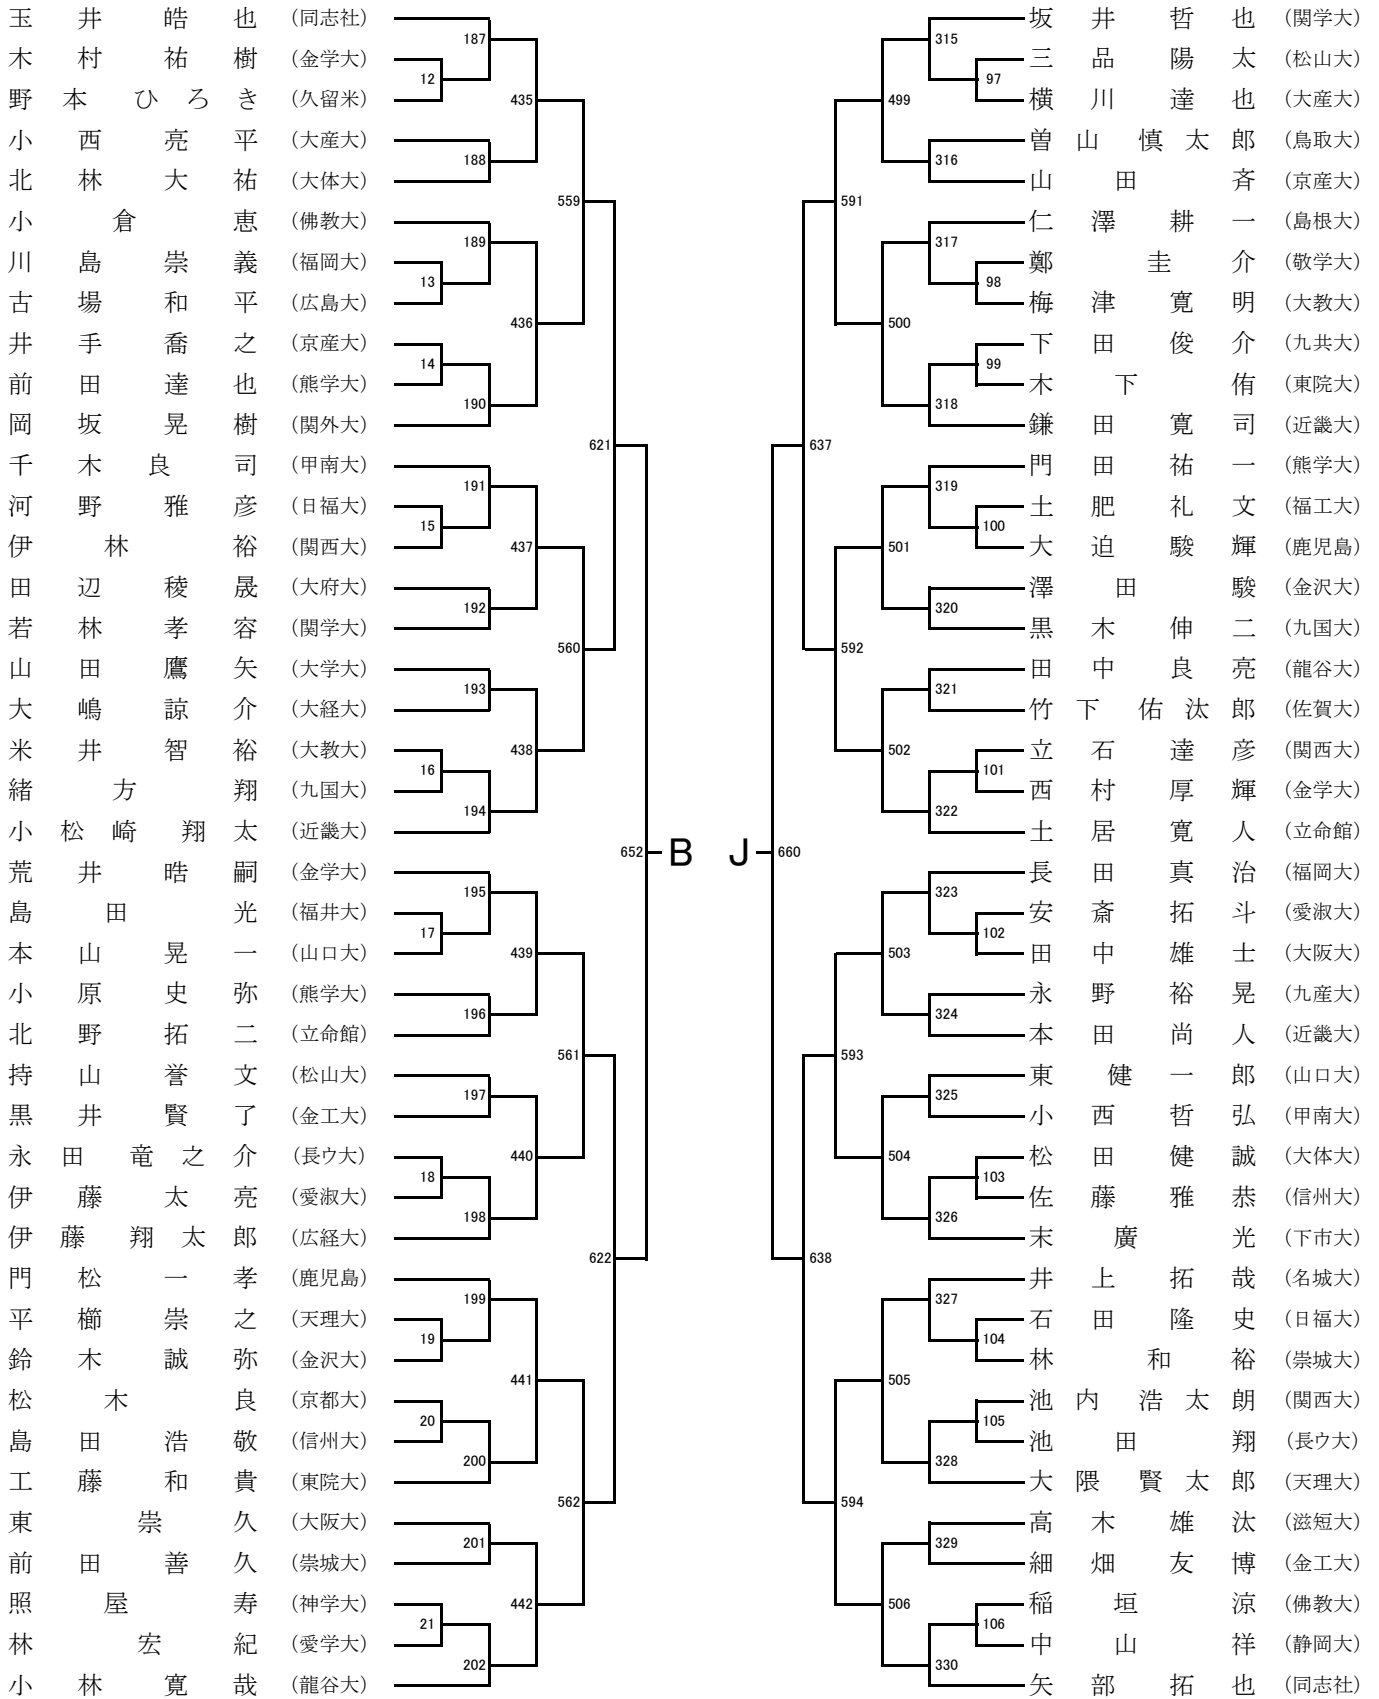 玉井皓也 (同志社)
木村祐樹 (金学大)
野本ひろき (久留米)
小西亮平 (大産大)
北林大祐 (大体大)
小倉恵 (佛教大)
川島崇義 (福岡大)
古場和平 (広島大)
井手喬之 (京産大)
前田達也 (熊学大)
岡坂晃樹 (関外大)
千木良司 (甲南大)
河野雅彦 (日福大)
伊林裕 (関西大)
田辺稜晟 (大府大)
若林孝容 (関学大)
山田鷹矢 (大学大)
大嶋諒介 (大経大)
米井智裕 (大教大)
緒方翔 (九国大)
小松崎翔太 (近畿大)
荒井晧嗣 (金学大)
島田光 (福井大)
本山晃一 (山口大)
小原史弥 (熊学大)
北野拓二 (立命館)
持山誉文 (松山大)
黒井賢了 (金工大)
永田竜之介 (長ウ大)
伊藤太亮 (愛淑大)
伊藤翔太郎 (広経大)
門松一孝 (鹿児島)
平櫛崇之 (天理大)
鈴木誠弥 (金沢大)
松木良 (京都大)
島田浩敬 (信州大)
工藤和貴 (東院大)
東崇久 (大阪大)
前田善久 (崇城大)
照屋寿 (神学大)
林宏紀 (愛学大)
小林寛哉 (龍谷大)
12
13
14
15
16
17
18
19
20
21
187
188
189
190
191
192
193
194
195
196
197
198
199
200
201
202
435
436
437
438
439
440
441
442
559
560
561
562
621
622
652
B
J
660
637
638
591
592
593
594
499
500
501
502
503
504
505
506
315
316
317
318
319
320
321
322
323
324
325
326
327
328
329
330
97
98
99
100
101
102
103
104
105
106
坂井哲也 (関学大)
三品陽太 (松山大)
横川達也 (大産大)
曽山慎太郎 (鳥取大)
山田斉 (京産大)
仁澤耕一 (島根大)
鄭圭介 (敬学大)
梅津寛明 (大教大)
下田俊介 (九共大)
木下侑 (東院大)
鎌田寛司 (近畿大)
門田祐一 (熊学大)
土肥礼文 (福工大)
大迫駿輝 (鹿児島)
澤田駿 (金沢大)
黒木伸二 (九国大)
田中良亮 (龍谷大)
竹下佑汰郎 (佐賀大)
立石達彦 (関西大)
西村厚輝 (金学大)
土居寛人 (立命館)
長田真治 (福岡大)
安斎拓斗 (愛淑大)
田中雄士 (大阪大)
永野裕晃 (九産大)
本田尚人 (近畿大)
東健一郎 (山口大)
小西哲弘 (甲南大)
松田健誠 (大体大)
佐藤雅恭 (信州大)
末廣光 (下市大)
井上拓哉 (名城大)
石田隆史 (日福大)
林和裕 (崇城大)
池内浩太朗 (関西大)
池田翔 (長ウ大)
大隈賢太郎 (天理大)
高木雄汰 (滋短大)
細畑友博 (金工大)
稲垣涼 (佛教大)
中山祥 (静岡大)
矢部拓也 (同志社)